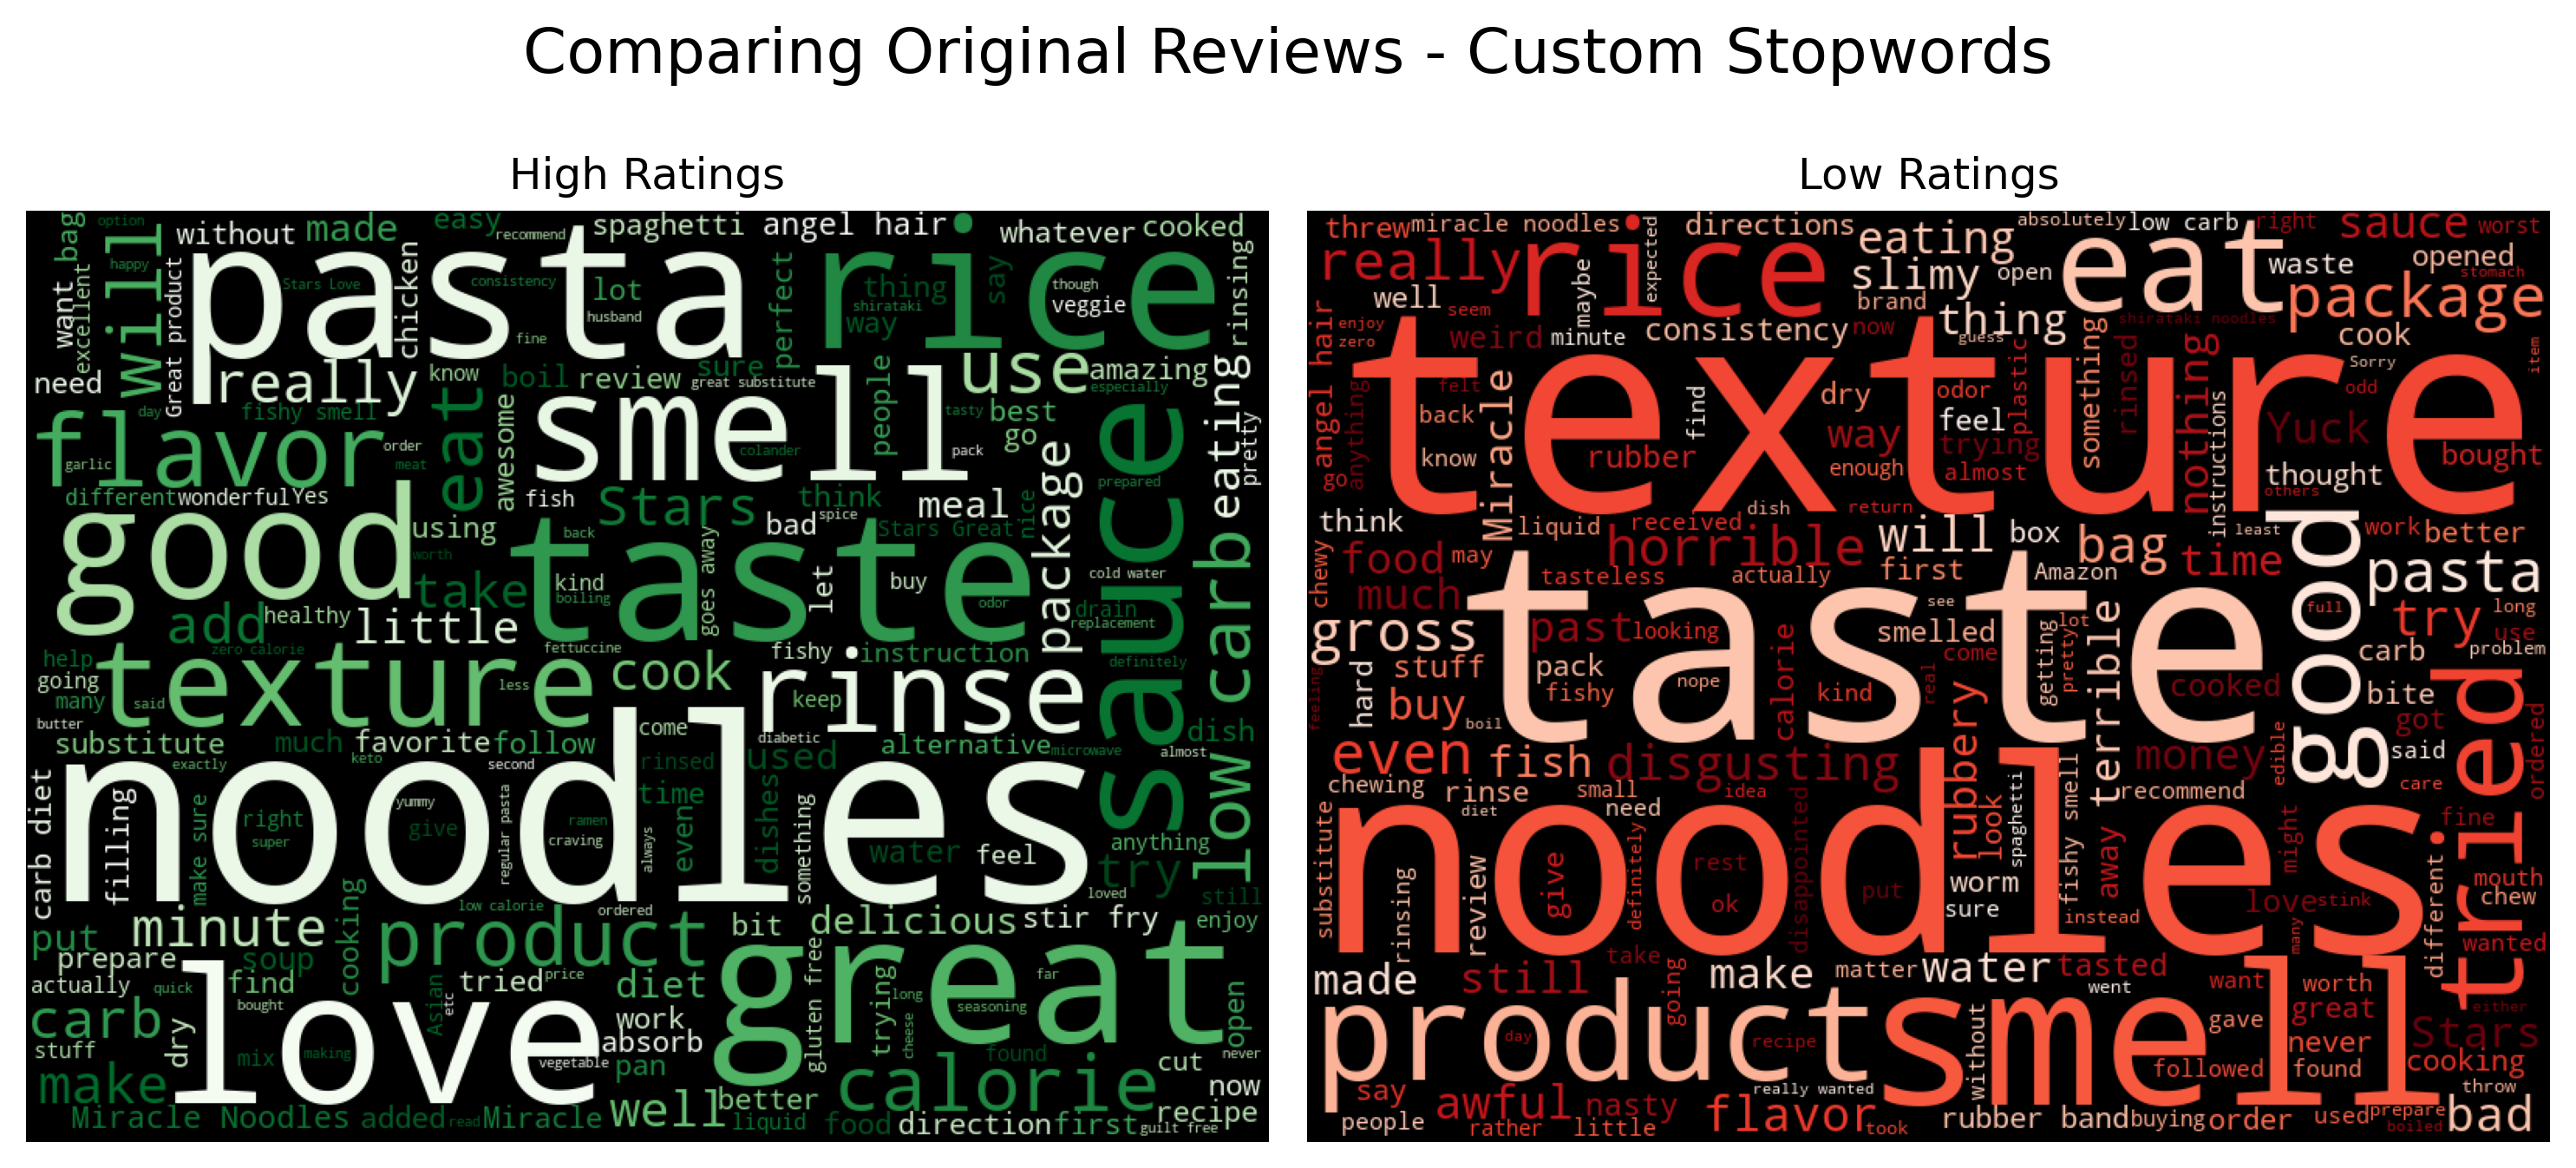 Comparing Original Reviews - Custom Stopwords
High Ratings
Low Ratings
option
bag
want
happy
excellent
will
Great product
without
made
easy
recommend
spaghetti
angel hair
whatever
cooked
rinsing
pasta
rice
Stars Love
consistency
chicken
lot
husband
fine
perfect
thing
shirataki
way
say
though
veggie
need
really
know
boil
review
sure
great substitute
people
use
amazing
especially
day
fishy smell
flavor
garlic
order
meat
eat
awesome
smell
colander
tasty
pack
best
go
package
sauce
eating
pretty
different
wonderful
Yes
fish
Stars
think
bad
spice
meal
nice
Stars Great
prepared
good
using
worth
taste
back
goes away
let
buy
odor
cold water
drain
replacement
low carb
take
kind
boiling
add
healthy
little
zero calorie
fettuccine
fishy
instruction
definitely
help
going
many
said
butter
texture
less
cook
rinse
keep
dish
substitute
much
favorite
follow
come
diabetic
used
alternative
microwave
almost
exactly
keto
second
rinsed
time
carb diet
filling
make sure
noodles
right
super
yummy
give
regular pasta
craving
ramen
always
even
dishes
something
water
feel
anything
try
loved
still
enjoy
low calorie
ordered
put
minute
cooking
product
bit
delicious
stir fry
prepare
soup
actually
quick
find
bought
Asian
etc
tried
price
diet
great
gluten free
trying
long
cheese
far
seasoning
open
carb
stuff
dry
love
mix
making
vegetable
work
absorb
pan
found
cut
never
make
calorie
now
Miracle Noodles
added
read
Miracle
well
better
liquid
food
direction
first
guilt free
recipe
threw
miracle noodles
expected
directions
absolutely
low carb
right
sauce
worst
really
rice
maybe
eating
slimy
open
eat
waste
opened
stomach
well
seem
brand
package
angel hair
enjoy
zero
weird
minute
consistency
now
thing
guess
shirataki noodles
cook
texture
felt
back
know
Miracle
find
rubber
dry
way
odor
feel
trying
plastic
something
rinsed
nothing
instructions
Sorry
odd
item
Yuck
go
anything
enough
almost
thought
others
bought
think
liquid
received
dish
return
least
work
better
chewy
food
may
horrible
will
box
bag
time
good
pasta
much
tasteless
actually
first
Amazon
gross
past
looking
taste
see
full
try
long
use
stuff
pack
fishy
nope
calorie
kind
smelled
real
come
getting
pretty
lot
terrible
carb
problem
feeling
hard
buy
boil
cooked
bite
got
tried
ordered
even
fish
disgusting
rubbery
money
edible
said
care
chewing
rinse
small
idea
need
recommend
substitute
diet
noodles
look
spaghetti
fishy smell
away
might
fine
review
give
definitely
rest
ok
disappointed
put
worm
sure
instead
different
mouth
chew
rinsing
love
stink
many
wanted
made
still
take
going
make
matter
water
went
tasted
want
worth
great
either
Stars
product
day
recipe
smell
without
gave
never
followed
found
cooking
throw
say
people
awful
rather
nasty
little
flavor
took
really wanted
rubber band
buying
order
used
prepare
boiled
bad